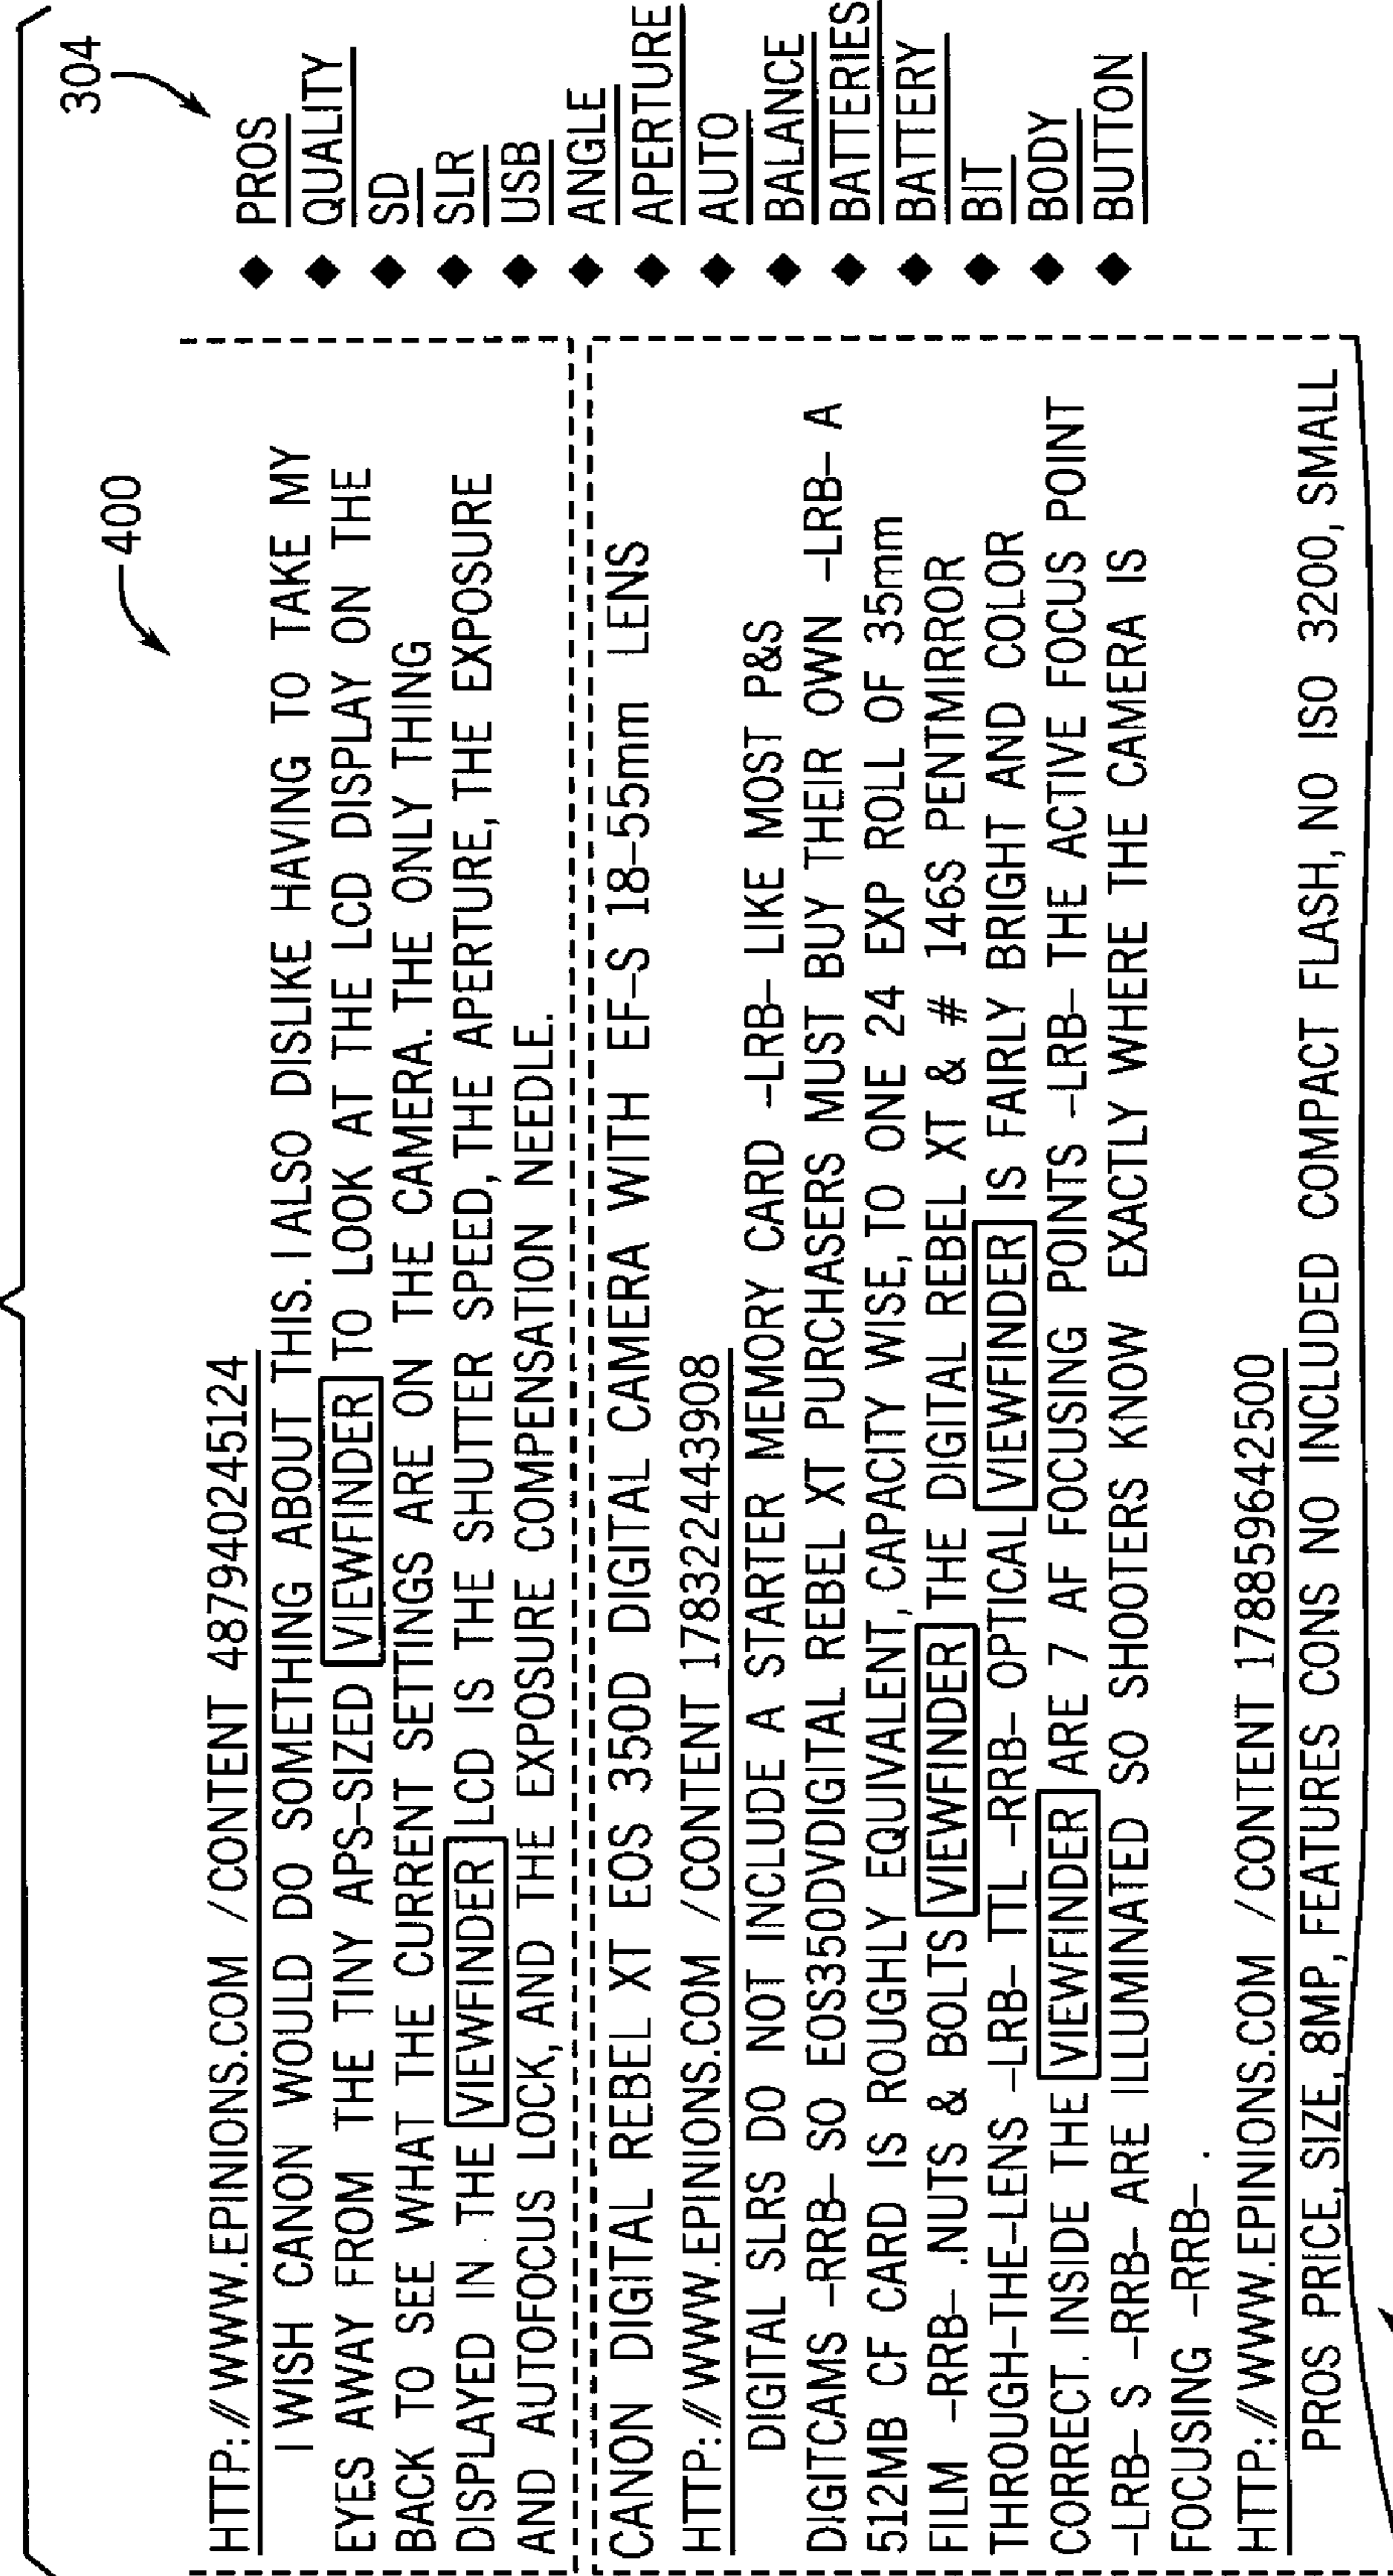 400
HTTP://WWW.EPINIONS.COM /CONTENT 48794024512​4
I WISH CANON WOULD DO SOMETHING ABOUT THIS. I ALSO DISLIKE HAVING TO TAKE MY
EYES AWAY FROM THE TINY APS-SIZED VIEWFINDER TO LOOK AT THE LCD DISPLAY ON THE
BACK TO SEE WHAT THE CURRENT SETTINGS ARE ON THE CAMERA. THE ONLY THING
DISPLAYED IN THE VIEWFINDER LCD IS THE SHUTTER SPEED, THE APERTURE, THE EXPOSURE
AND AUTOFOCUS LOCK, AND THE EXPOSURE COMPENSATION NEEDLE.
CANON DIGITAL REBEL XT EOS 350D DIGITAL CAMERA WITH EF-S 18-55mm LENS
HTTP://WWW.EPINIONS.COM /CONTENT 178322443908
DIGITAL SLRS DO NOT INCLUDE A STARTER MEMORY CARD -LRB- LIKE MOST P&S
DIGITCAMS -RRB- SO EOS350DVDIGITAL REBEL XT PURCHASERS MUST BUY THEIR OWN -LRB- A
512MB CF CARD IS ROUGHLY EQUIVALENT, CAPACITY WISE, TO ONE 24 EXP ROLL OF 35mm
FILM -RRB- .NUTS & BOLTS VIEWFINDER THE DIGITAL REBEL XT & # 146S PENTMIRROR
THROUGH-THE-LENS -LRB- TTL -RRB- OPTICAL VIEWFINDER IS FAIRLY BRIGHT AND COLOR
CORRECT. INSIDE THE VIEWFINDER ARE 7 AF FOCUSING POINTS -LRB- THE ACTIVE FOCUS POINT
-LRB- S -RRB- ARE ILLUMINATED SO SHOOTERS KNOW EXACTLY WHERE THE CAMERA IS
FOCUSING -RRB- .
HTTP://WWW.EPINIONS.COM /CONTENT 178859642500
PROS PRICE, SIZE, 8MP, FEATURES CONS NO INCLUDED COMPACT FLASH, NO ISO 3200, SMALL
304
◆ PROS
◆ QUALITY
◆ SD
◆ SLR
◆ USB
◆ ANGLE
◆ APERTURE
◆ AUTO
◆ BALANCE
◆ BATTERIES
◆ BATTERY
◆ BIT
◆ BODY
◆ BUTTON